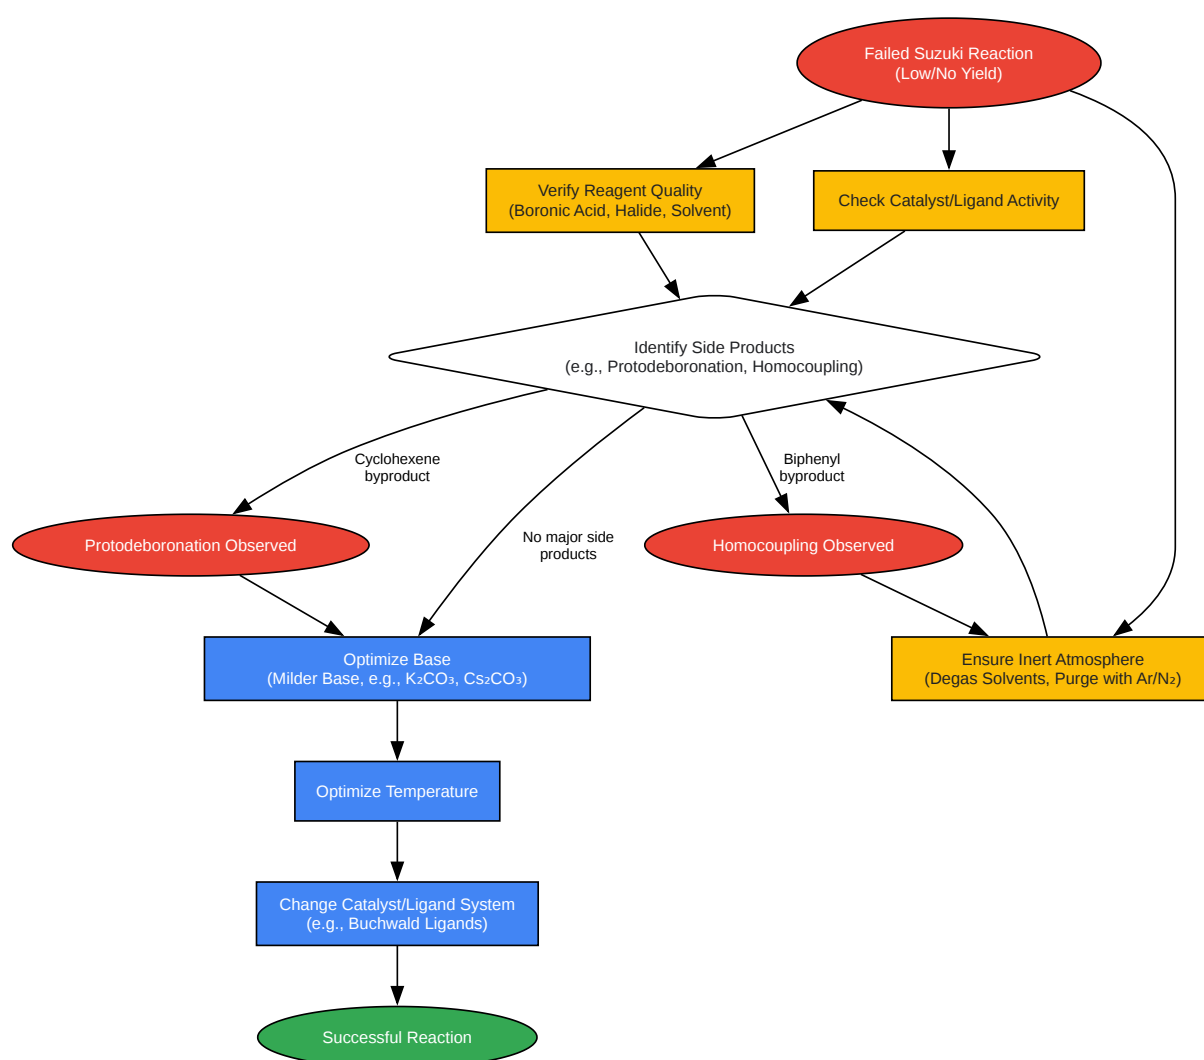 Failed Suzuki Reaction
(Low/No Yield)
Verify Reagent Quality
(Boronic Acid, Halide, Solvent)
Check Catalyst/Ligand Activity
Identify Side Products
(e.g., Protodeboronation, Homocoupling)
Cyclohexene
byproduct
Biphenyl
byproduct
No major side
products
Protodeboronation Observed
Homocoupling Observed
Optimize Base
(Milder Base, e.g., K₂CO₃, Cs₂CO₃)
Ensure Inert Atmosphere
(Degas Solvents, Purge with Ar/N₂)
Optimize Temperature
Change Catalyst/Ligand System
(e.g., Buchwald Ligands)
Successful Reaction